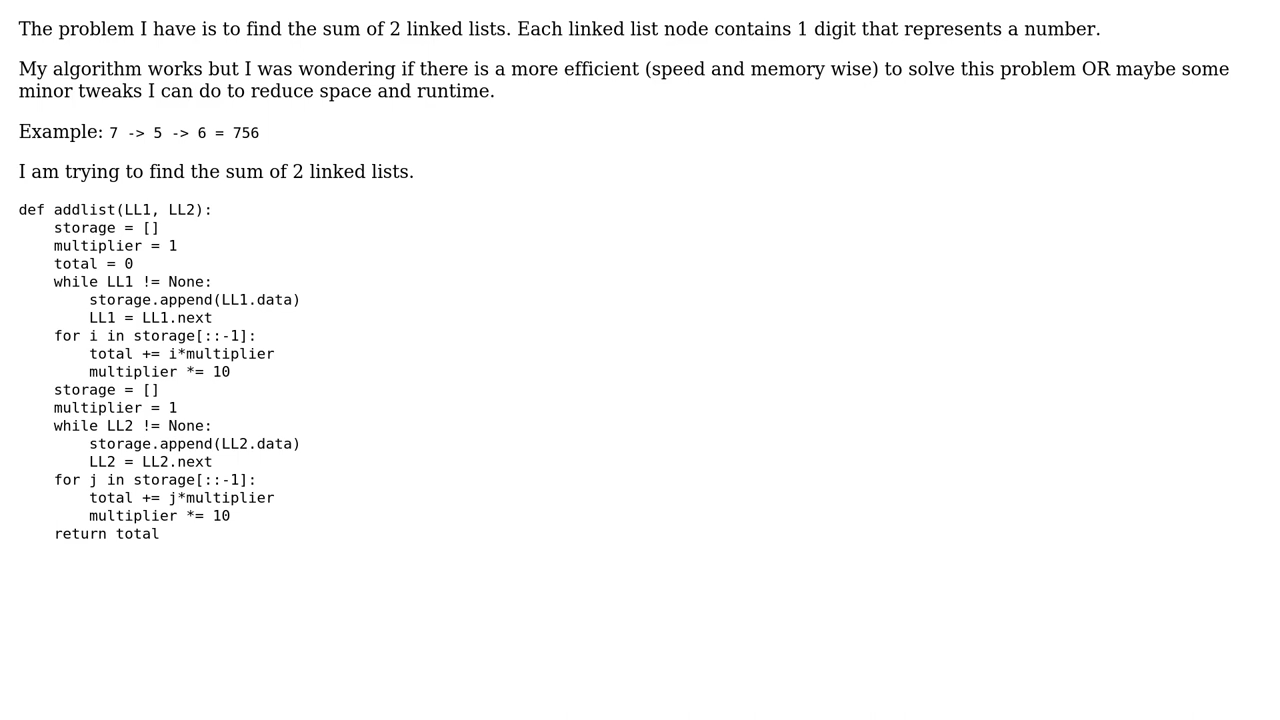 The problem I have is to find the sum of 2 linked lists. Each linked list node contains 1 digit that represents a number.
My algorithm works but I was wondering if there is a more efficient (speed and memory wise) to solve this problem OR maybe some
minor tweaks I can do to reduce space and runtime.
Example: 7 -> 5 -> 6 = 756
I am trying to find the sum of 2 linked lists.
def addlist(LL1, LL2):
    storage = []
    multiplier = 1
    total = 0
    while LL1 != None:
        storage.append(LL1.data)
        LL1 = LL1.next
    for i in storage[::-1]:
        total += i*multiplier
        multiplier *= 10
    storage = []
    multiplier = 1
    while LL2 != None:
        storage.append(LL2.data)
        LL2 = LL2.next
    for j in storage[::-1]:
        total += j*multiplier
        multiplier *= 10
    return total